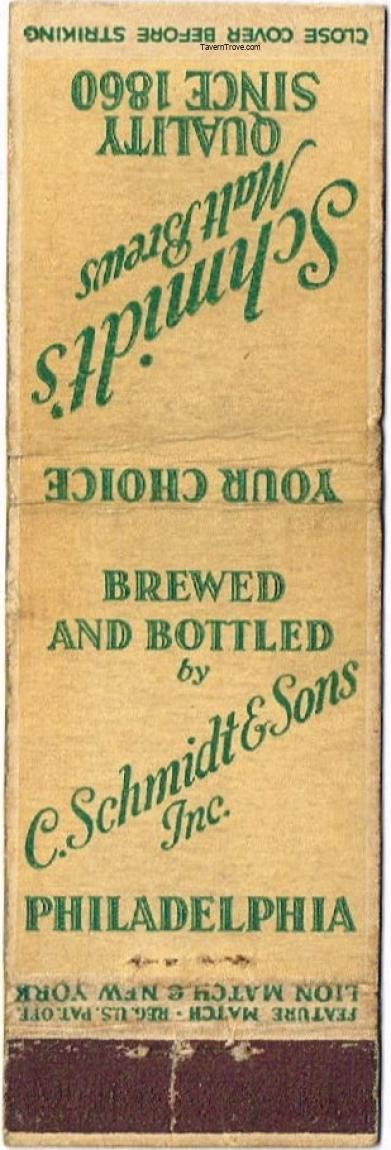 CLOSE COVER BEFORE STRIKING
TavernTrove.com
Schmidt's
Malt Brews
QUALITY
SINCE 1860
YOUR CHOICE
BREWED
AND BOTTLED
by
C. Schmidt & Sons
Inc.
PHILADELPHIA
FEATURE MATCH · REG. U.S. PAT. OFF.
LION MATCH & NEW YORK